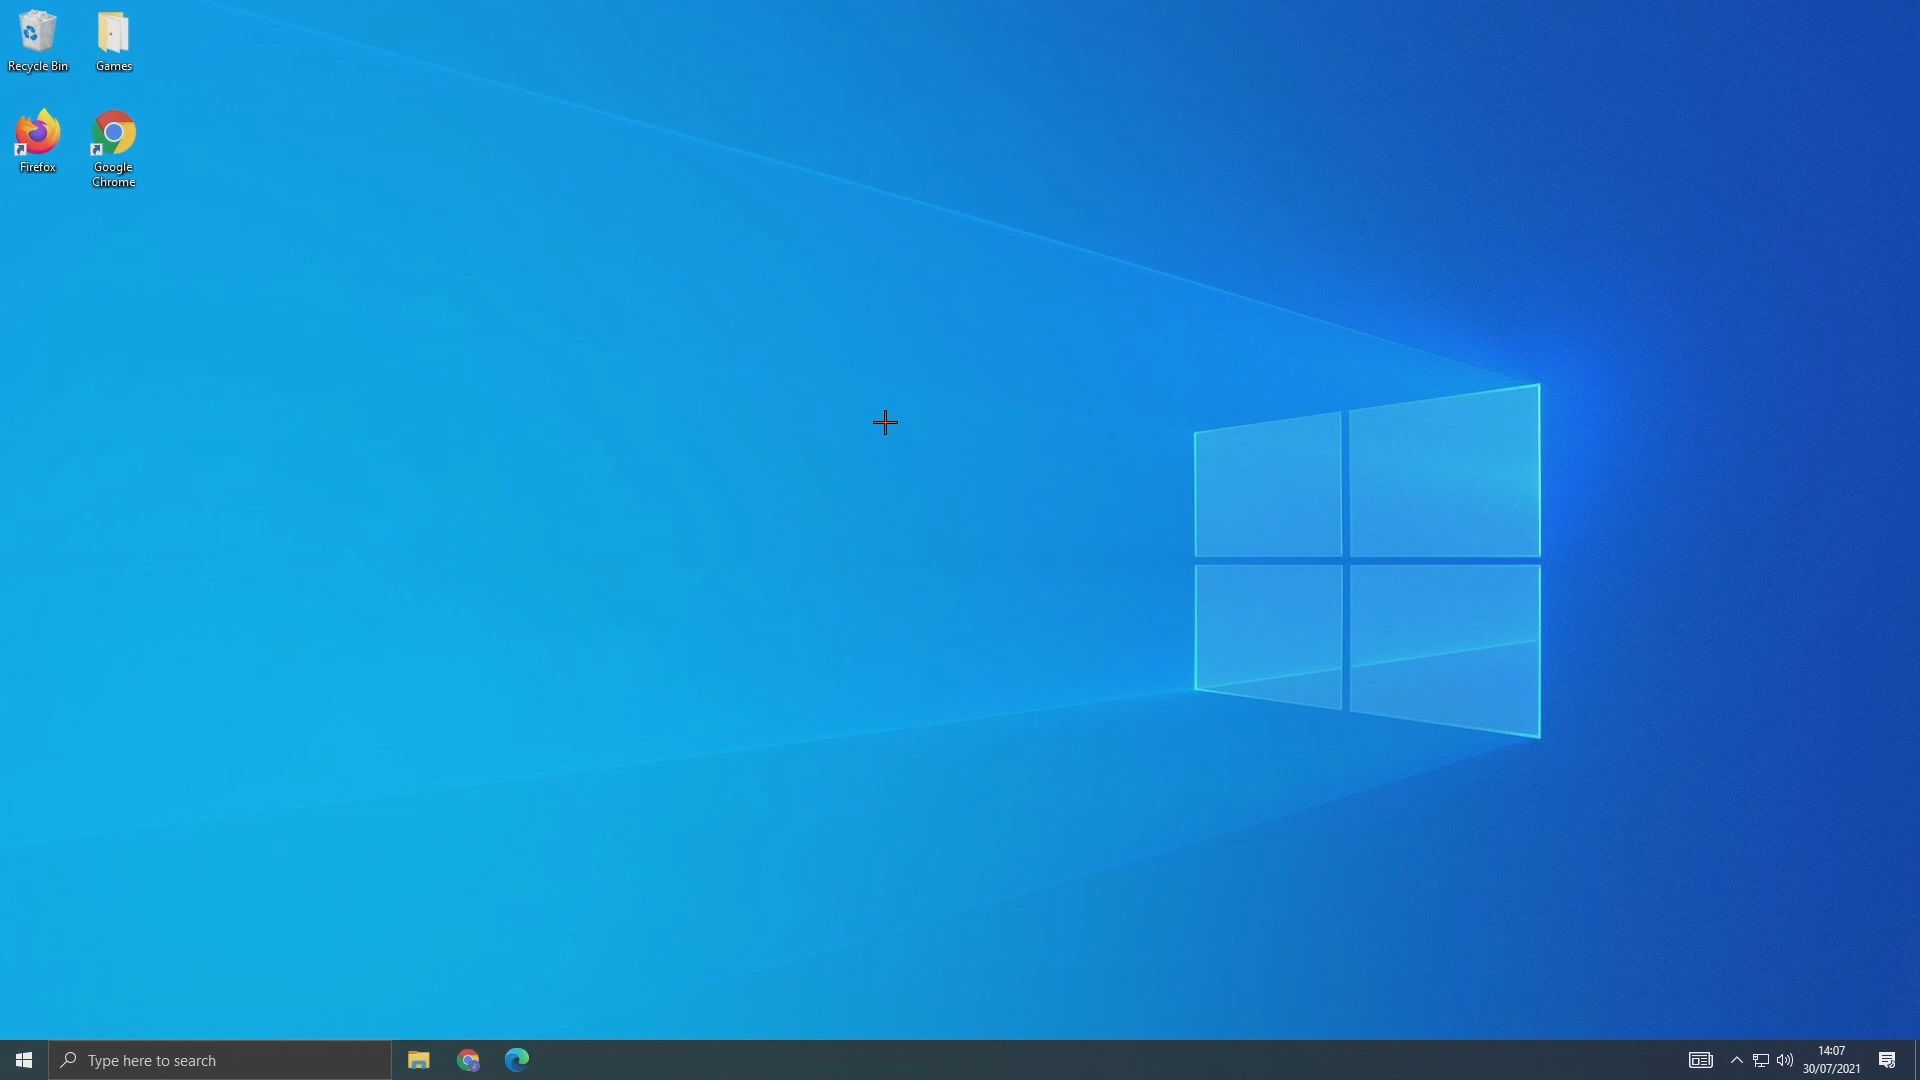 Recycle Bin
Games
Firefox
Google
Chrome
Type here to search
14:07
30/07/2021